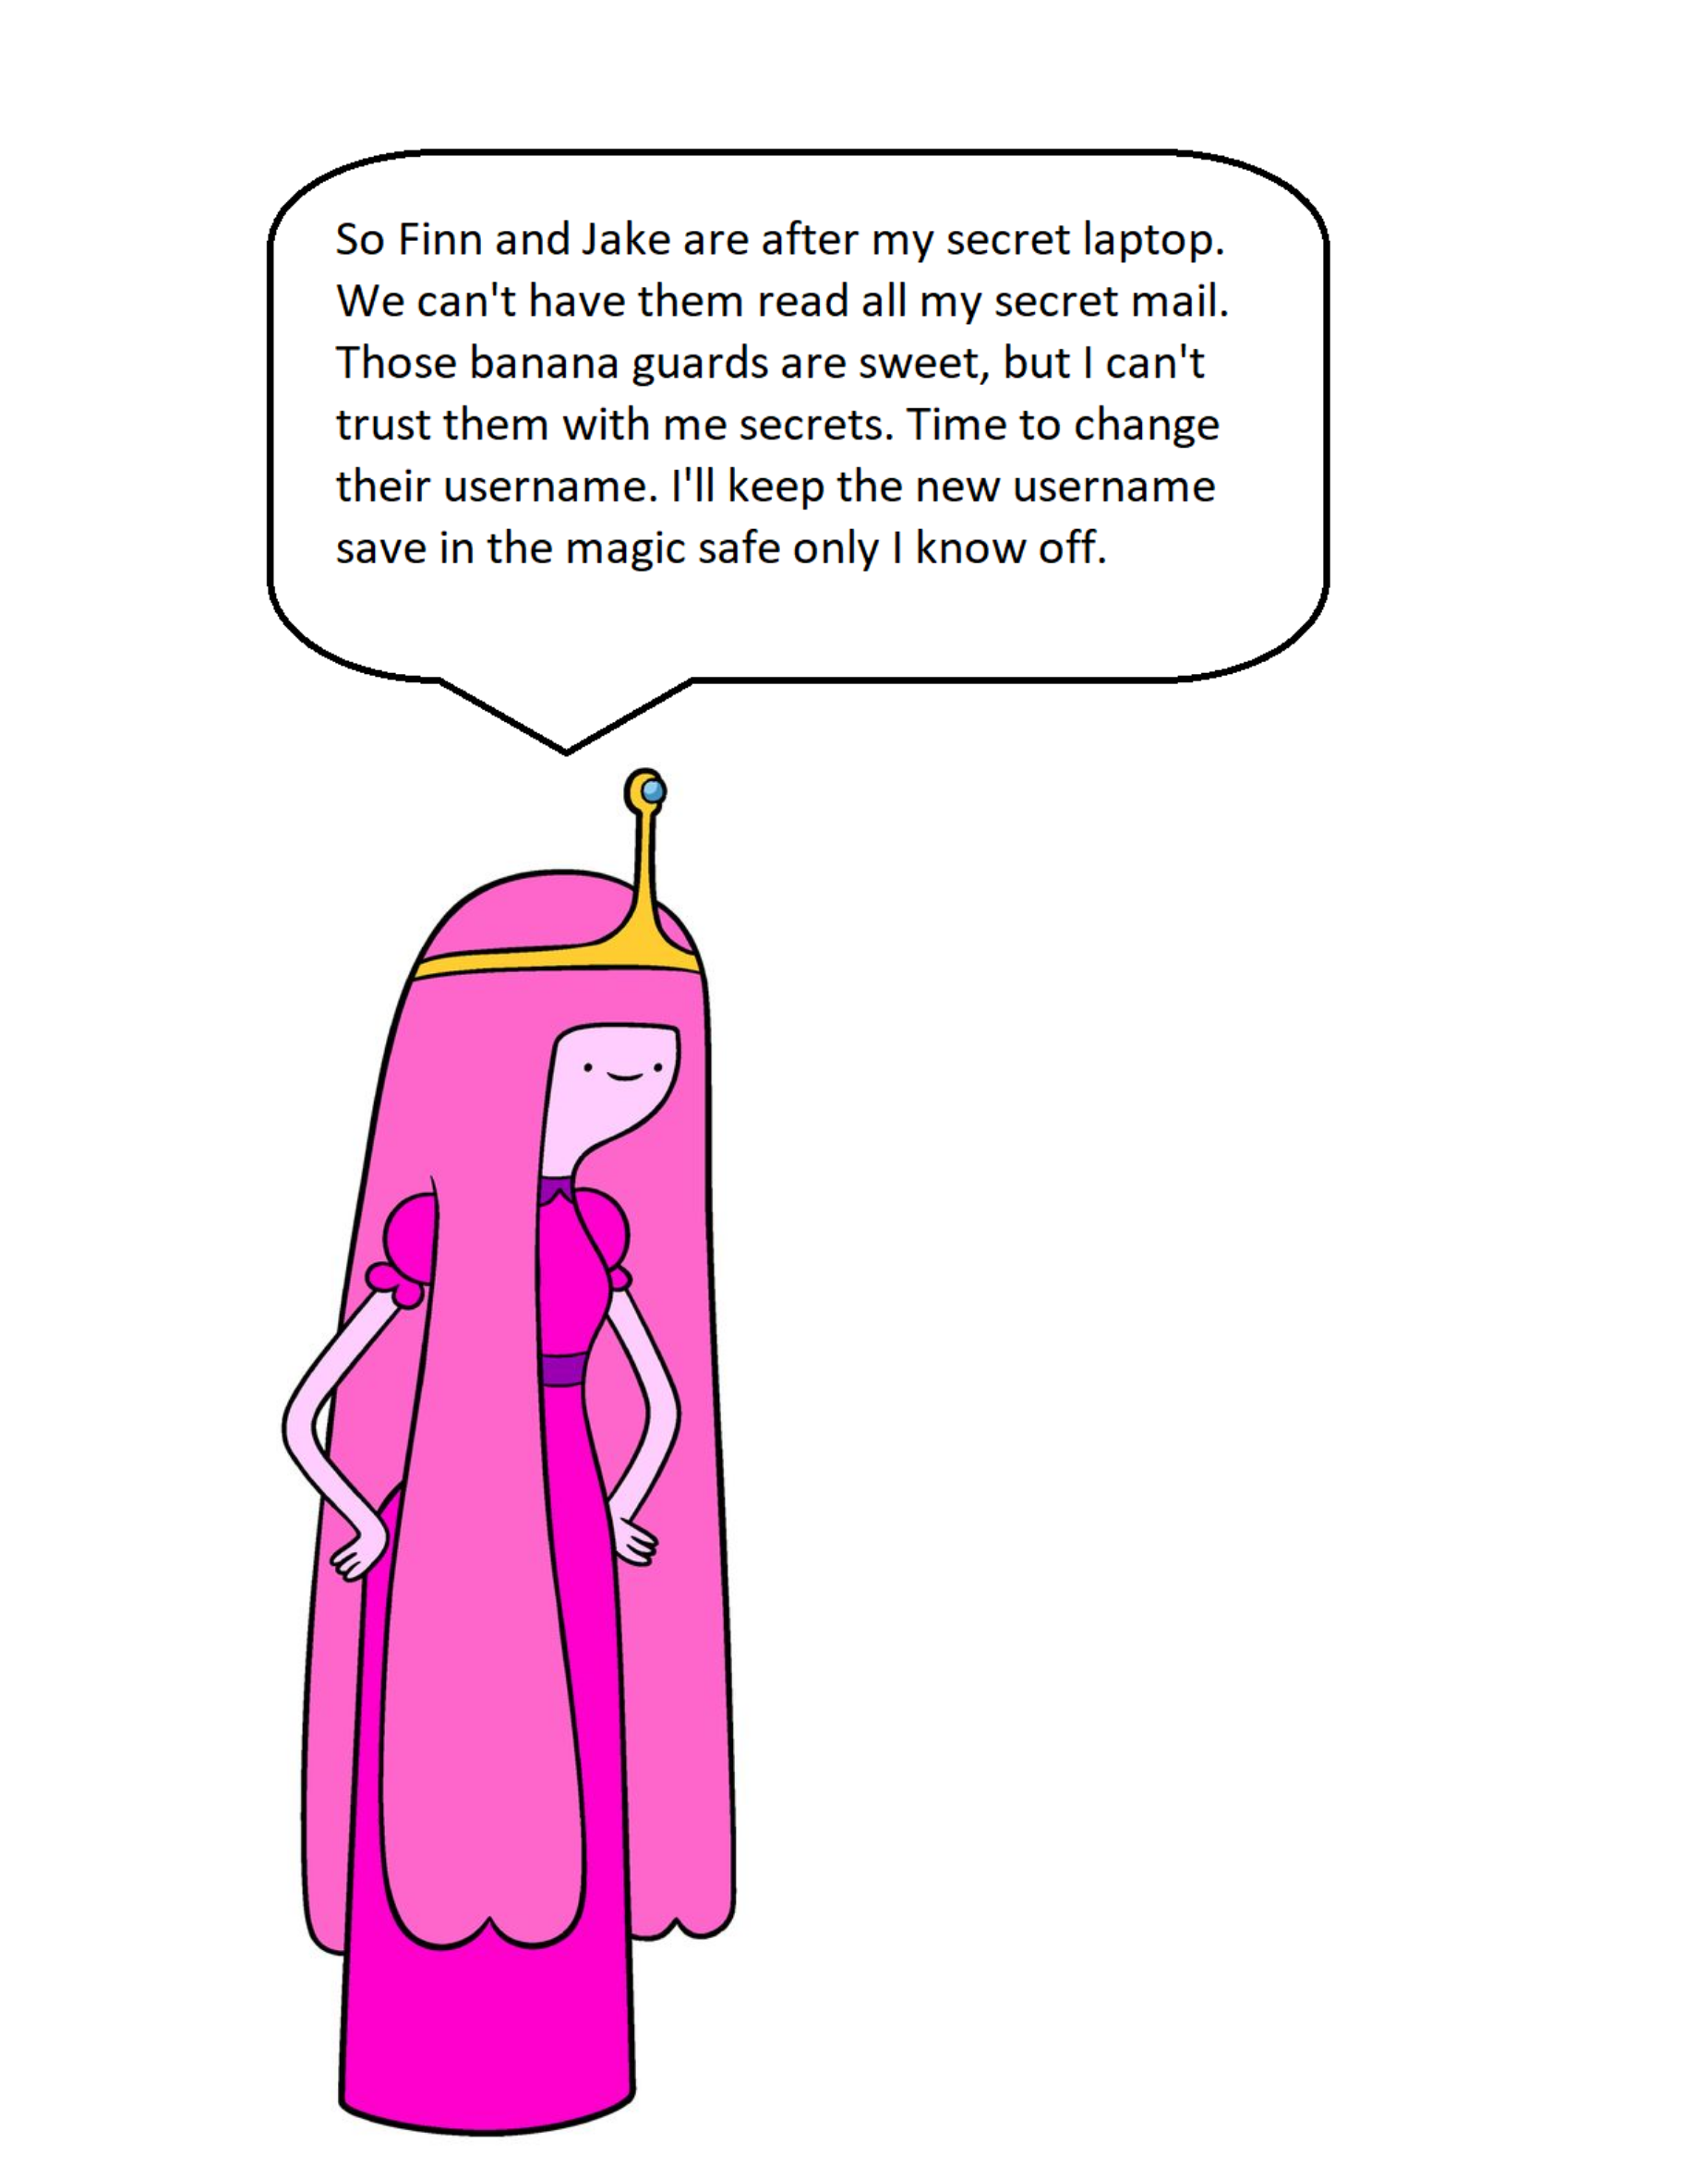 So Finn and Jake are after my secret laptop.
We can't have them read all my secret mail.
Those banana guards are sweet, but I can't
trust them with me secrets. Time to change
their username. I'll keep the new username
save in the magic safe only I know off.